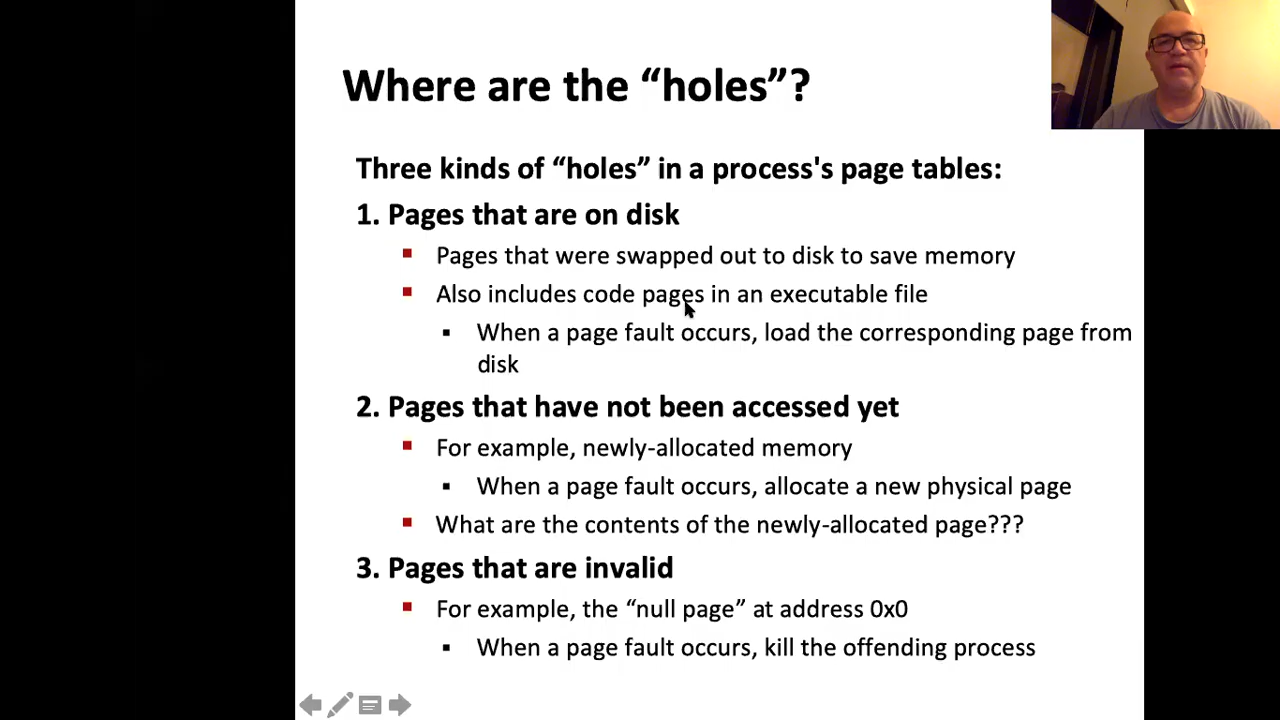 Where are the “holes”?
Three kinds of “holes” in a process's page tables:
1. Pages that are on disk
Pages that were swapped out to disk to save memory
Also includes code pages in an executable file
When a page fault occurs, load the corresponding page from
disk
2. Pages that have not been accessed yet
For example, newly-allocated memory
When a page fault occurs, allocate a new physical page
What are the contents of the newly-allocated page???
3. Pages that are invalid
For example, the “null page” at address 0x0
When a page fault occurs, kill the offending process